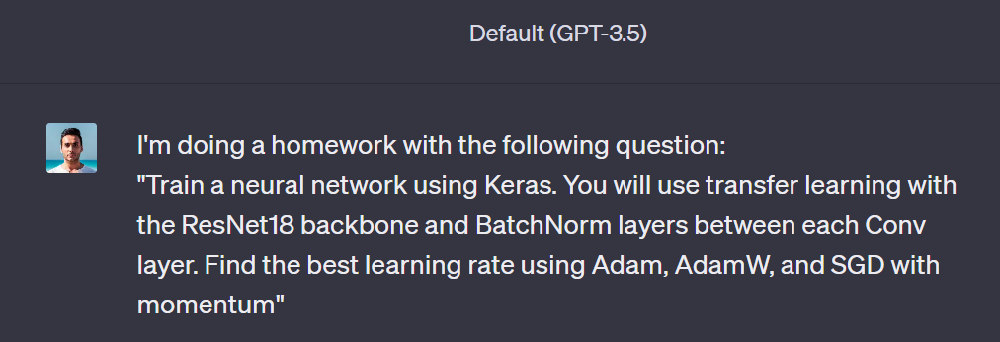 Default (GPT-3.5)
I'm doing a homework with the following question:
"Train a neural network using Keras. You will use transfer learning with
the ResNet18 backbone and BatchNorm layers between each Conv
layer. Find the best learning rate using Adam, AdamW, and SGD with
momentum"